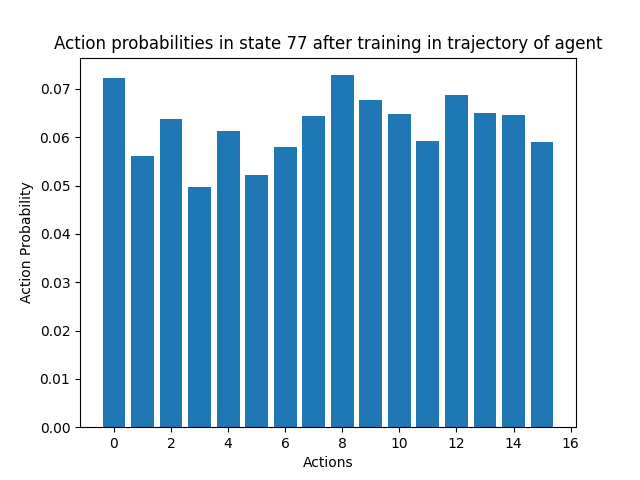 Action probabilities in state 77 after training in trajectory of agent
Action Probability
0.07
0.06
0.05
0.04
0.03
0.02
0.01
0.00
0 2 4 6 8 10 12 14 16
Actions